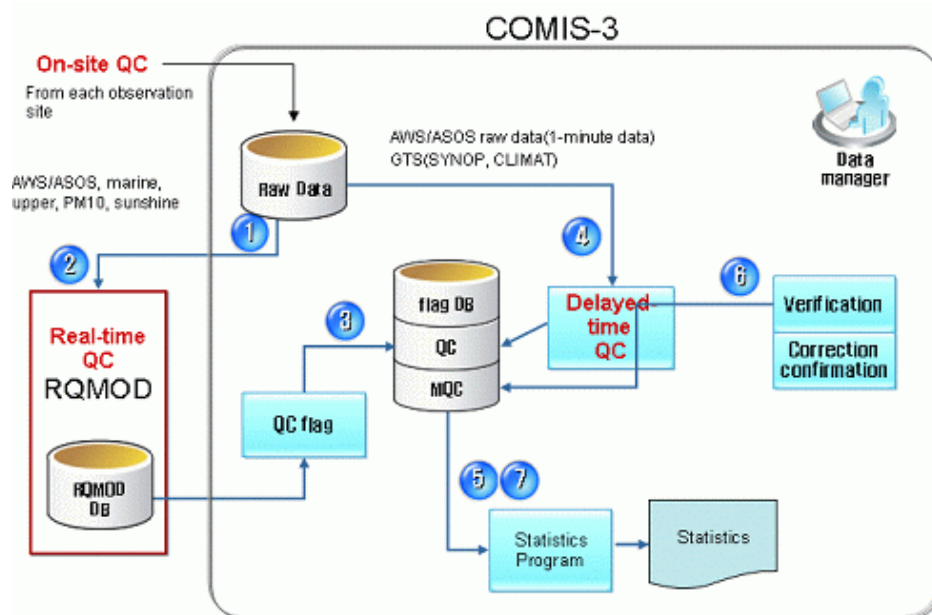 COMIS-3
On-site QC
From each observation
site
AWS/ASOS raw data(1-minute data)
GTS(SYNOP, CLIMAT)
Data
manager
Raw Data
AWS/ASOS, marine,
upper, PM10, sunshine
1
2
4
6
Real-time
QC
RQMOD
RQMOD
DB
3
QC flag
flag DB
QC
MQC
Delayed-
time
QC
Verification
Correction
confirmation
5 7
Statistics
Program
Statistics